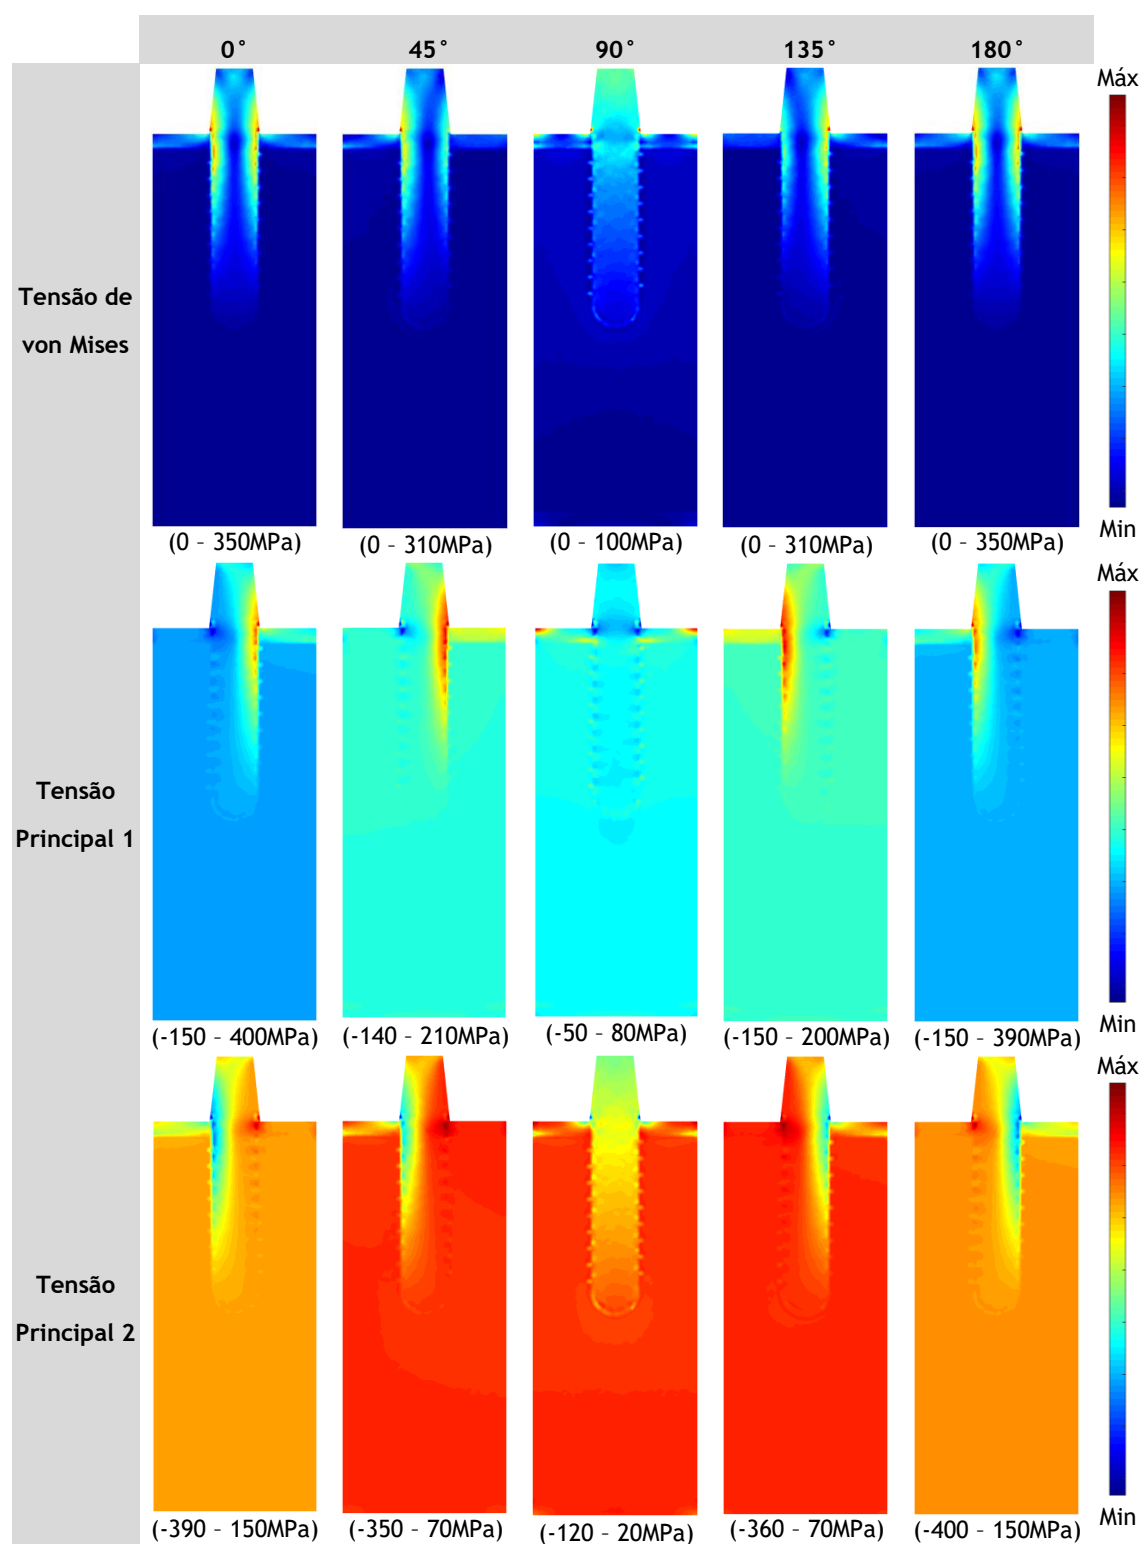 0° 45° 90° 135° 180°
Máx
Tensão de
von Mises
Min
(0 – 350MPa) (0 – 310MPa) (0 – 100MPa) (0 – 310MPa) (0 – 350MPa)
Máx
Tensão
Principal 1
Min
(-150 – 400MPa) (-140 – 210MPa) (-50 – 80MPa) (-150 – 200MPa) (-150 – 390MPa)
Máx
Tensão
Principal 2
Min
(-390 – 150MPa) (-350 – 70MPa) (-120 – 20MPa) (-360 – 70MPa) (-400 – 150MPa)